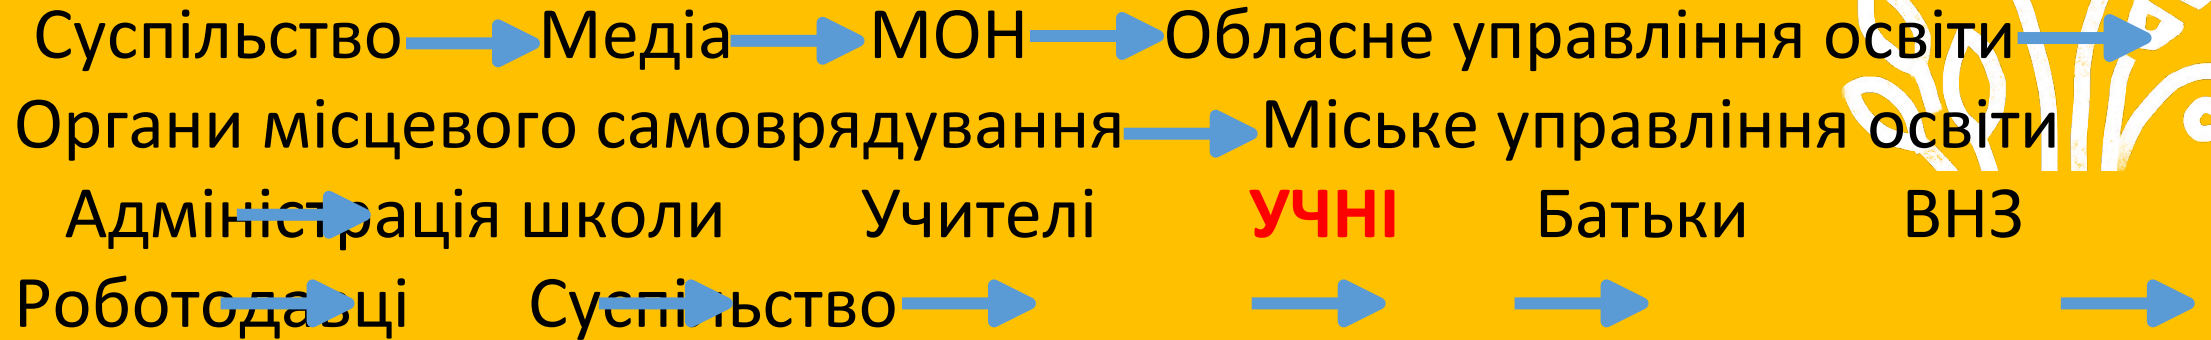 Суспільство Медіа МОН Обласне управління освіти
Органи місцевого самоврядування Міське управління освіти
Адміністрація школи Учителі УЧНІ Батьки ВНЗ
Роботодавці Суспільство